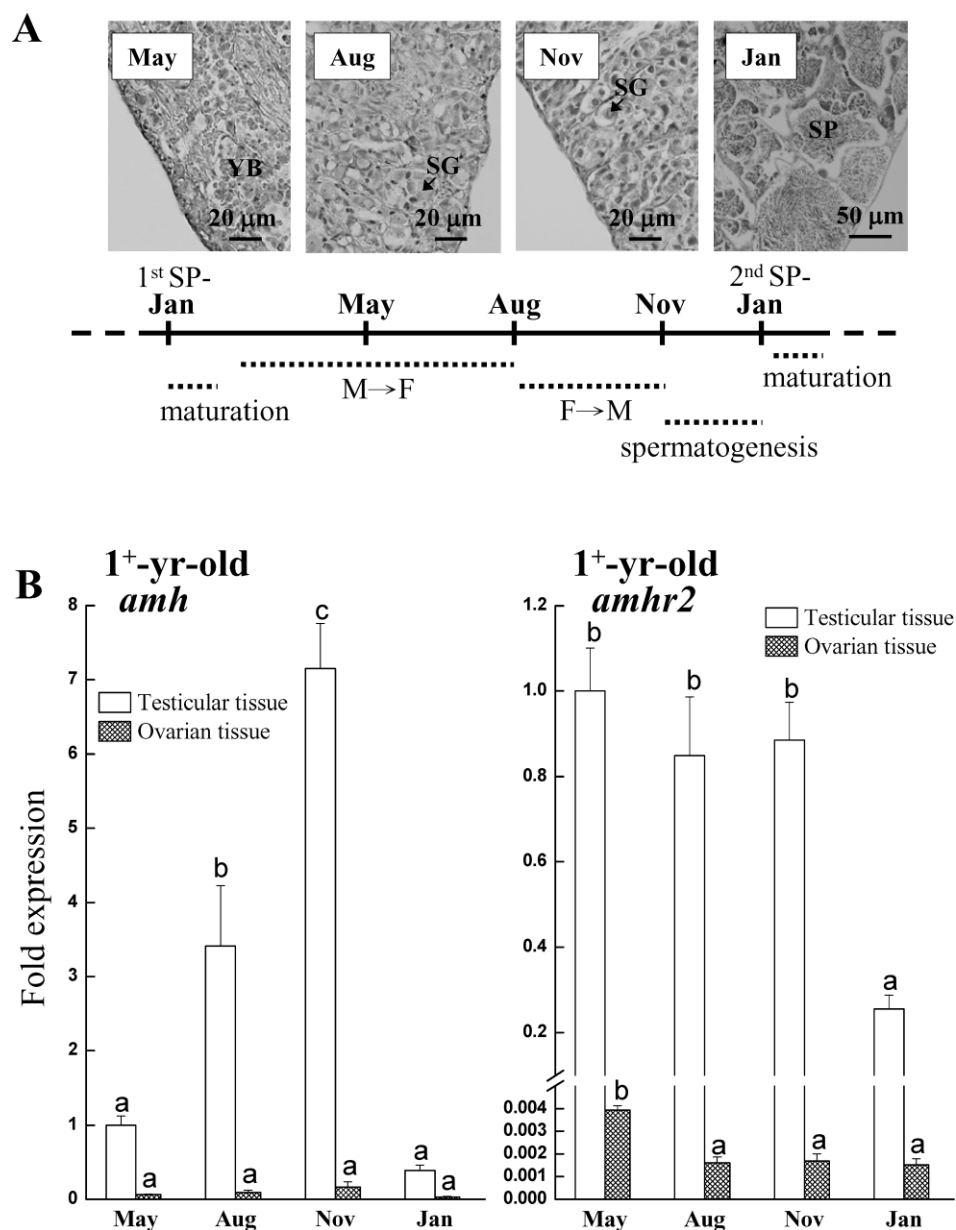 A
May
Aug
Nov
Jan
YB
SG
SG
SP
20 µm
20 µm
20 µm
50 µm
1st SP-
2nd SP-
Jan
May
Aug
Nov
Jan
maturation
M→F
F→M
maturation
spermatogenesis
B
1+-yr-old
amh
Fold expression
8
7
6
5
4
3
2
1
0
Testicular tissue
Ovarian tissue
a
a
b
a
c
a
a
a
May
Aug
Nov
Jan
1+-yr-old
amhr2
1.2
1.0
0.8
0.6
0.4
0.2
0.004
0.003
0.002
0.001
0.000
Testicular tissue
Ovarian tissue
b
b
b
a
b
a
a
a
May
Aug
Nov
Jan